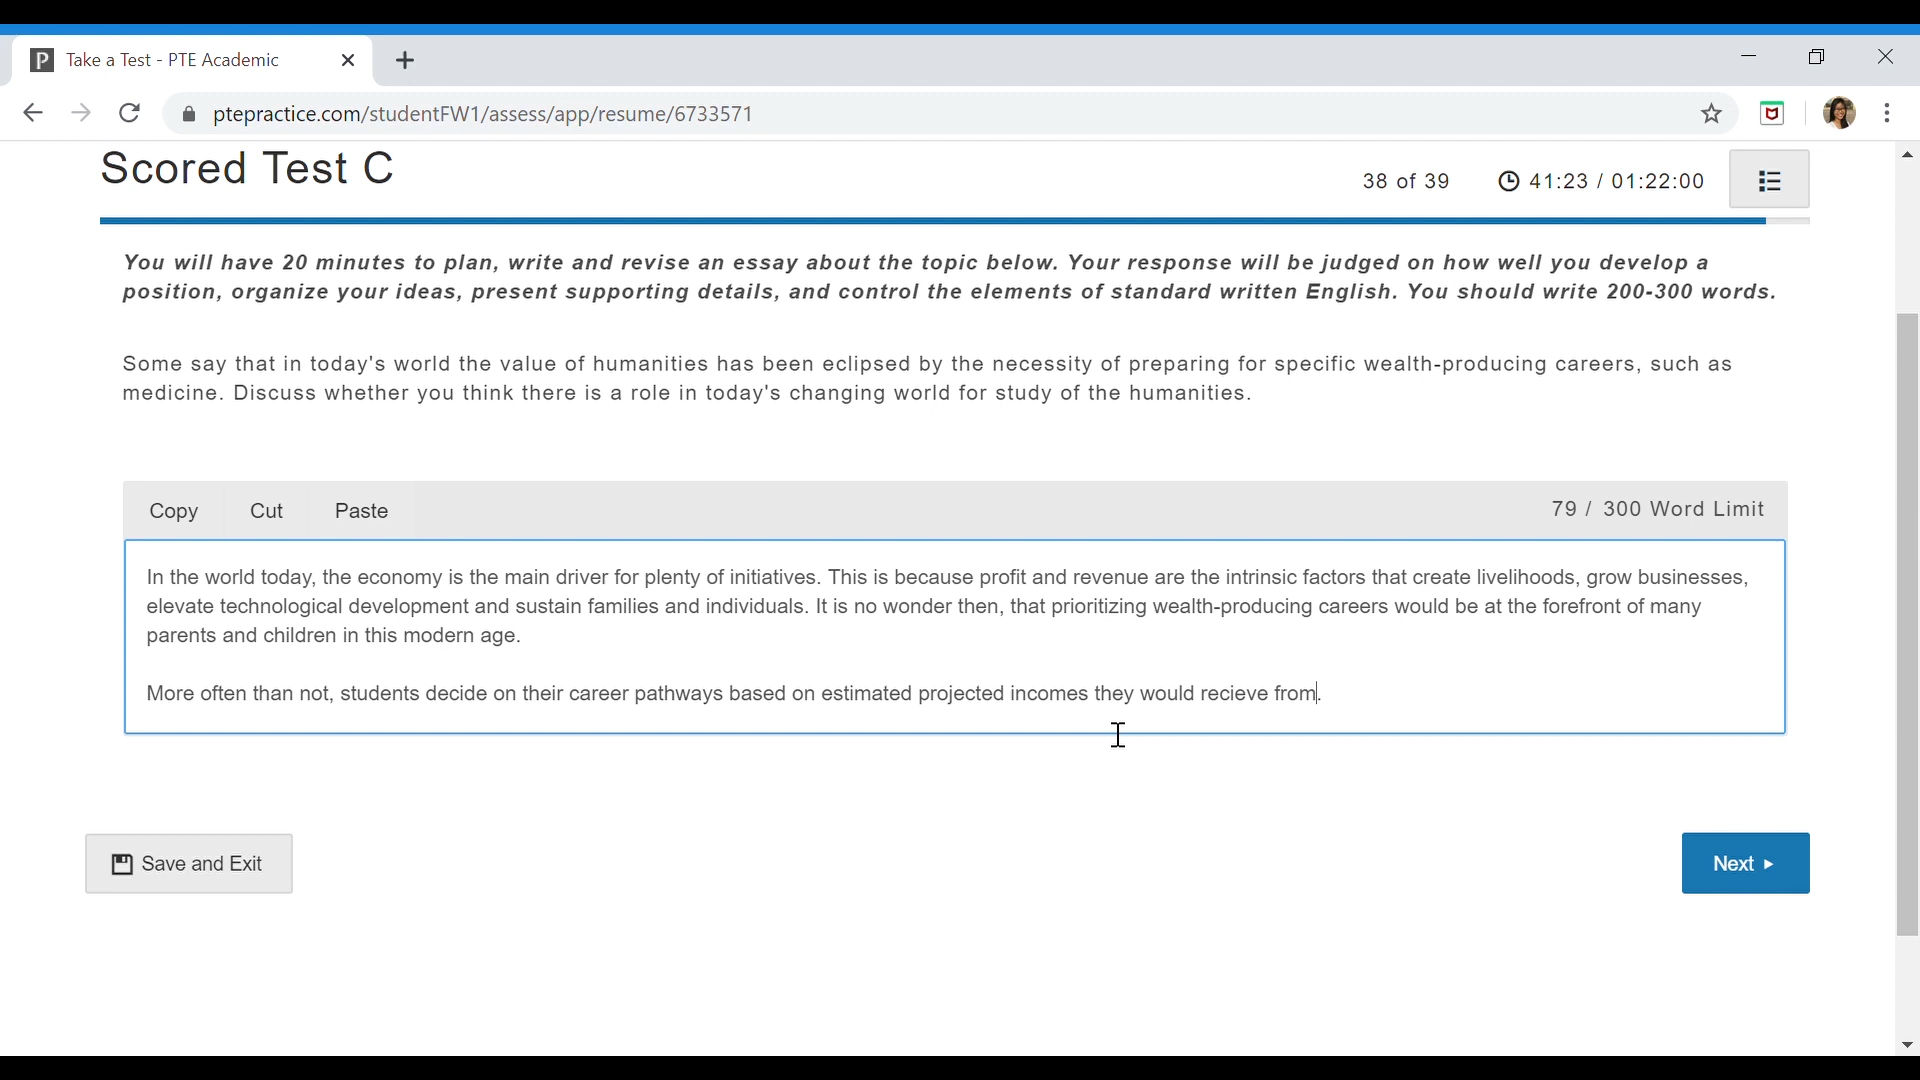 Take a Test - PTE Academic
ptepractice.com/studentFW1/assess/app/resume/6733571
Scored Test C
38 of 39
41:23 / 01:22:00
You will have 20 minutes to plan, write and revise an essay about the topic below. Your response will be judged on how well you develop a
position, organize your ideas, present supporting details, and control the elements of standard written English. You should write 200-300 words.
Some say that in today's world the value of humanities has been eclipsed by the necessity of preparing for specific wealth-producing careers, such as
medicine. Discuss whether you think there is a role in today's changing world for study of the humanities.
Copy Cut Paste
79 / 300 Word Limit
In the world today, the economy is the main driver for plenty of initiatives. This is because profit and revenue are the intrinsic factors that create livelihoods, grow businesses,
elevate technological development and sustain families and individuals. It is no wonder then, that prioritizing wealth-producing careers would be at the forefront of many
parents and children in this modern age.
More often than not, students decide on their career pathways based on estimated projected incomes they would recieve from.
Save and Exit
Next